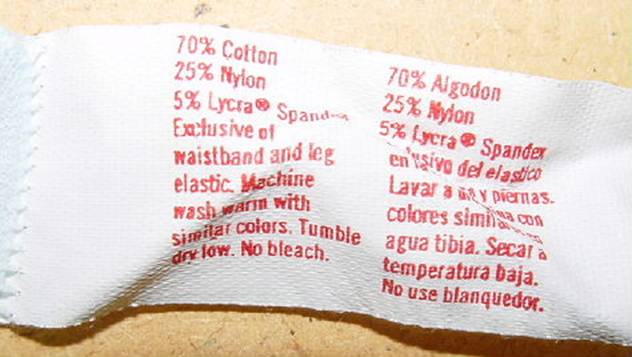 70% Cotton
25% Nylon
5% Lycra® Spandex
Exclusive of
waistband and leg
elastic. Machine
wash warm with
similar colors. Tumble
dry low. No bleach.
70% Algodon
25% Nylon
5% Lycra® Spandex
del elastico
Lavar a y piernas.
colores con
agua tibia. Secar a
temperatura baja.
No use blanquedor.